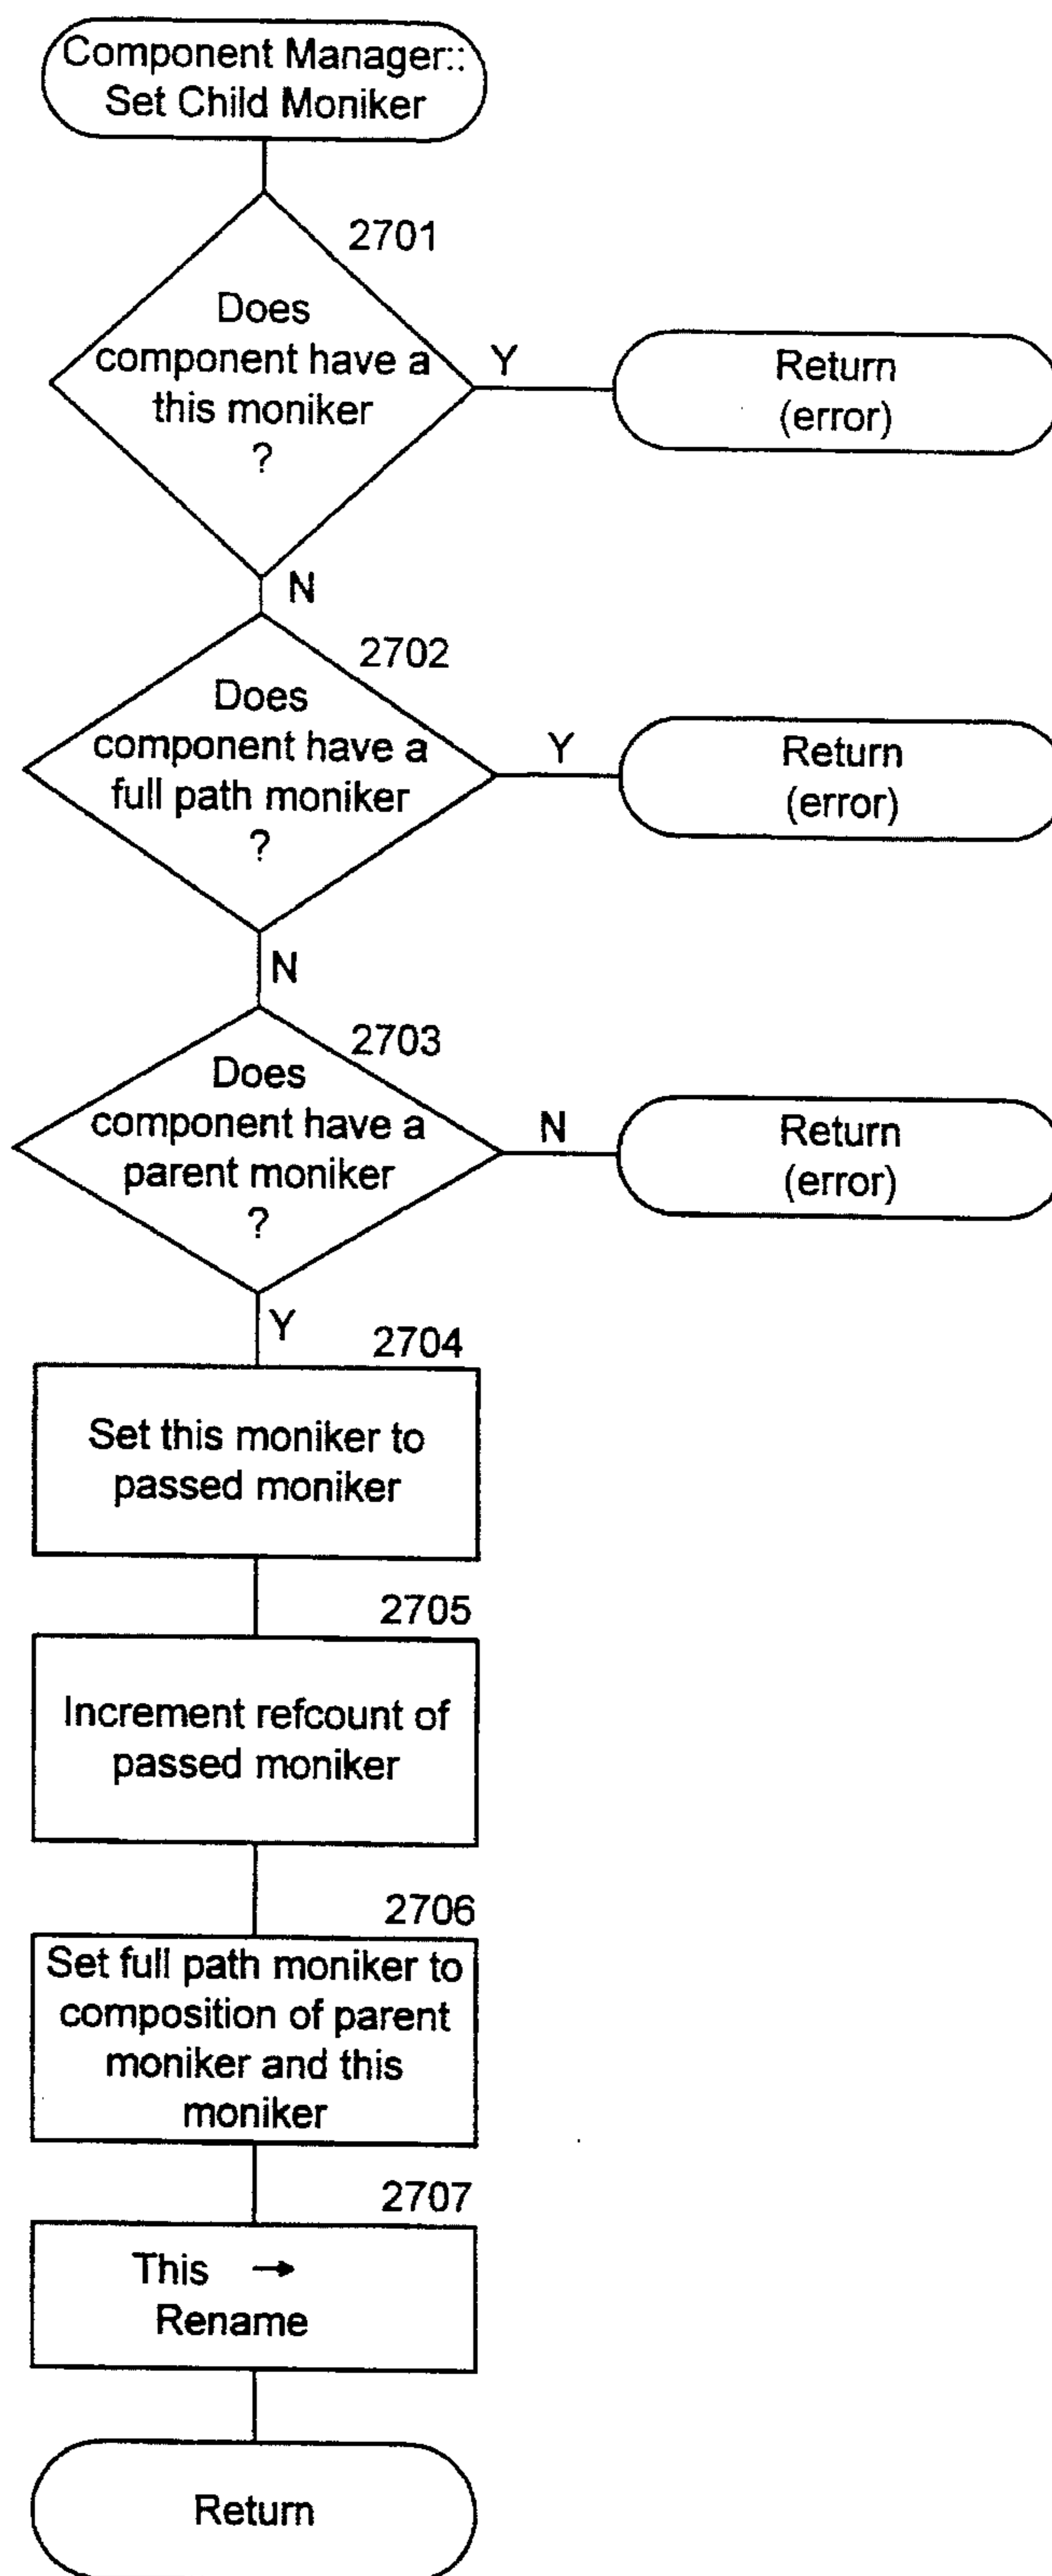 Component Manager::
Set Child Moniker
2701
Does
component have a
this moniker
?
Y
Return
(error)
N
2702
Does
component have a
full path moniker
?
Y
Return
(error)
N
2703
Does
component have a
parent moniker
?
N
Return
(error)
Y
2704
Set this moniker to
passed moniker
2705
Increment refcount of
passed moniker
2706
Set full path moniker to
composition of parent
moniker and this
moniker
2707
This →
Rename
Return